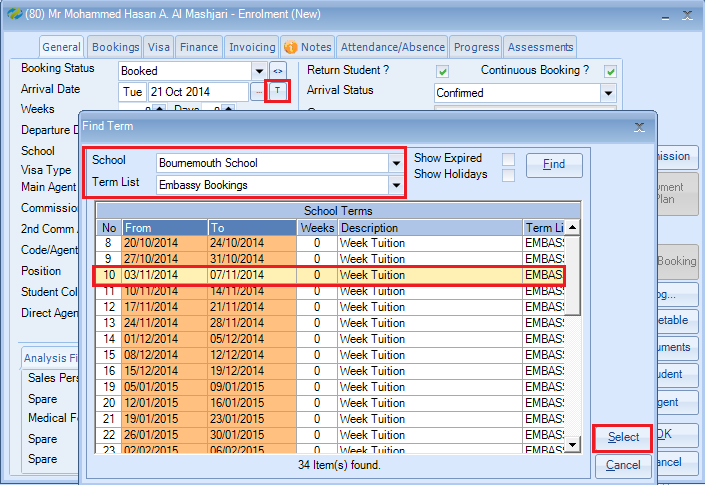 (80) Mr Mohammed Hasan A. Al Mashjari - Enrolment (New)
General Bookings Visa Finance Invoicing Notes Attendance/Absence Progress Assessments
Booking Status Booked <> Return Student ? Continuous Booking ?
Arrival Date Tue 21 Oct 2014 ... T Arrival Status Confirmed
Weeks Days
Departure D
Find Term
School Bournemouth School Show Expired Find
Term List Embassy Bookings Show Holidays
School
Visa Type
Main Agent
Commission
2nd Comm
Code/Agent
Position
Student Col
Direct Agen
Analysis Fi
Sales Pers
Spare
Medical Fo
Spare
Spare
School Terms
No From To Weeks Description Term Li
8 20/10/2014 24/10/2014 0 Week Tuition EMBASS
9 27/10/2014 31/10/2014 0 Week Tuition EMBASS
10 03/11/2014 07/11/2014 0 Week Tuition EMBASS
11 10/11/2014 14/11/2014 0 Week Tuition EMBASS
12 17/11/2014 21/11/2014 0 Week Tuition EMBASS
13 24/11/2014 28/11/2014 0 Week Tuition EMBASS
14 01/12/2014 05/12/2014 0 Week Tuition EMBASS
15 08/12/2014 12/12/2014 0 Week Tuition EMBASS
16 15/12/2014 19/12/2014 0 Week Tuition EMBASS
19 05/01/2015 09/01/2015 0 Week Tuition EMBASS
20 12/01/2015 16/01/2015 0 Week Tuition EMBASS
21 19/01/2015 23/01/2015 0 Week Tuition EMBASS
22 26/01/2015 30/01/2015 0 Week Tuition EMBASS
23 02/02/2015 06/02/2015 0 Week Tuition EMBASS
34 Item(s) found.
Select
Cancel
ission
ument
Plan
Booking
og...
etable
uments
udent
gent
OK
ancel